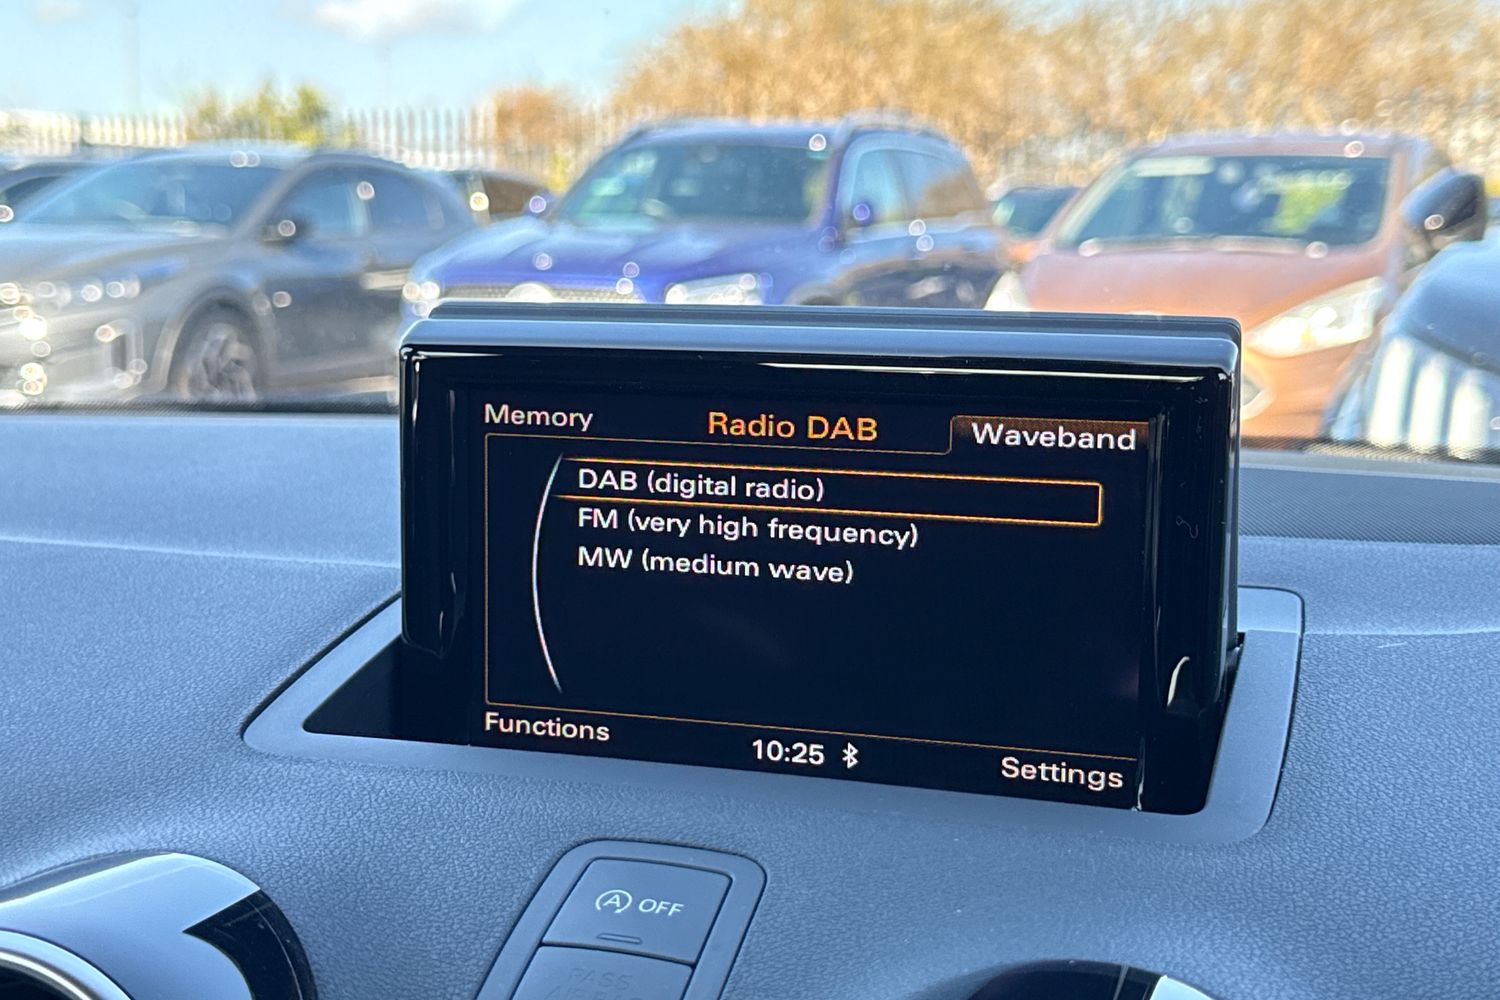 Memory
Radio DAB
Waveband
DAB (digital radio)
FM (very high frequency)
MW (medium wave)
Functions
10:25
Settings
A OFF
PASS